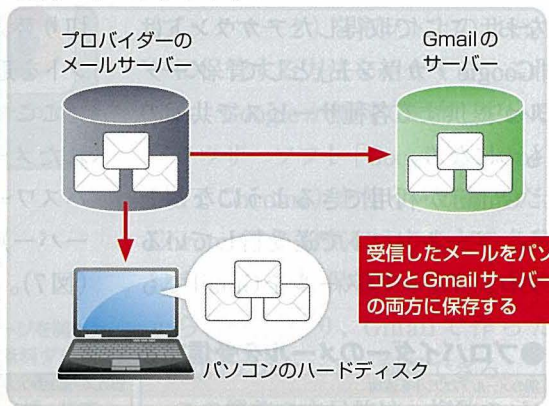 プロバイダーの
メールサーバー
Gmailの
サーバー
受信したメールをパソ
コンとGmailサーバー
の両方に保存する
パソコンのハードディスク